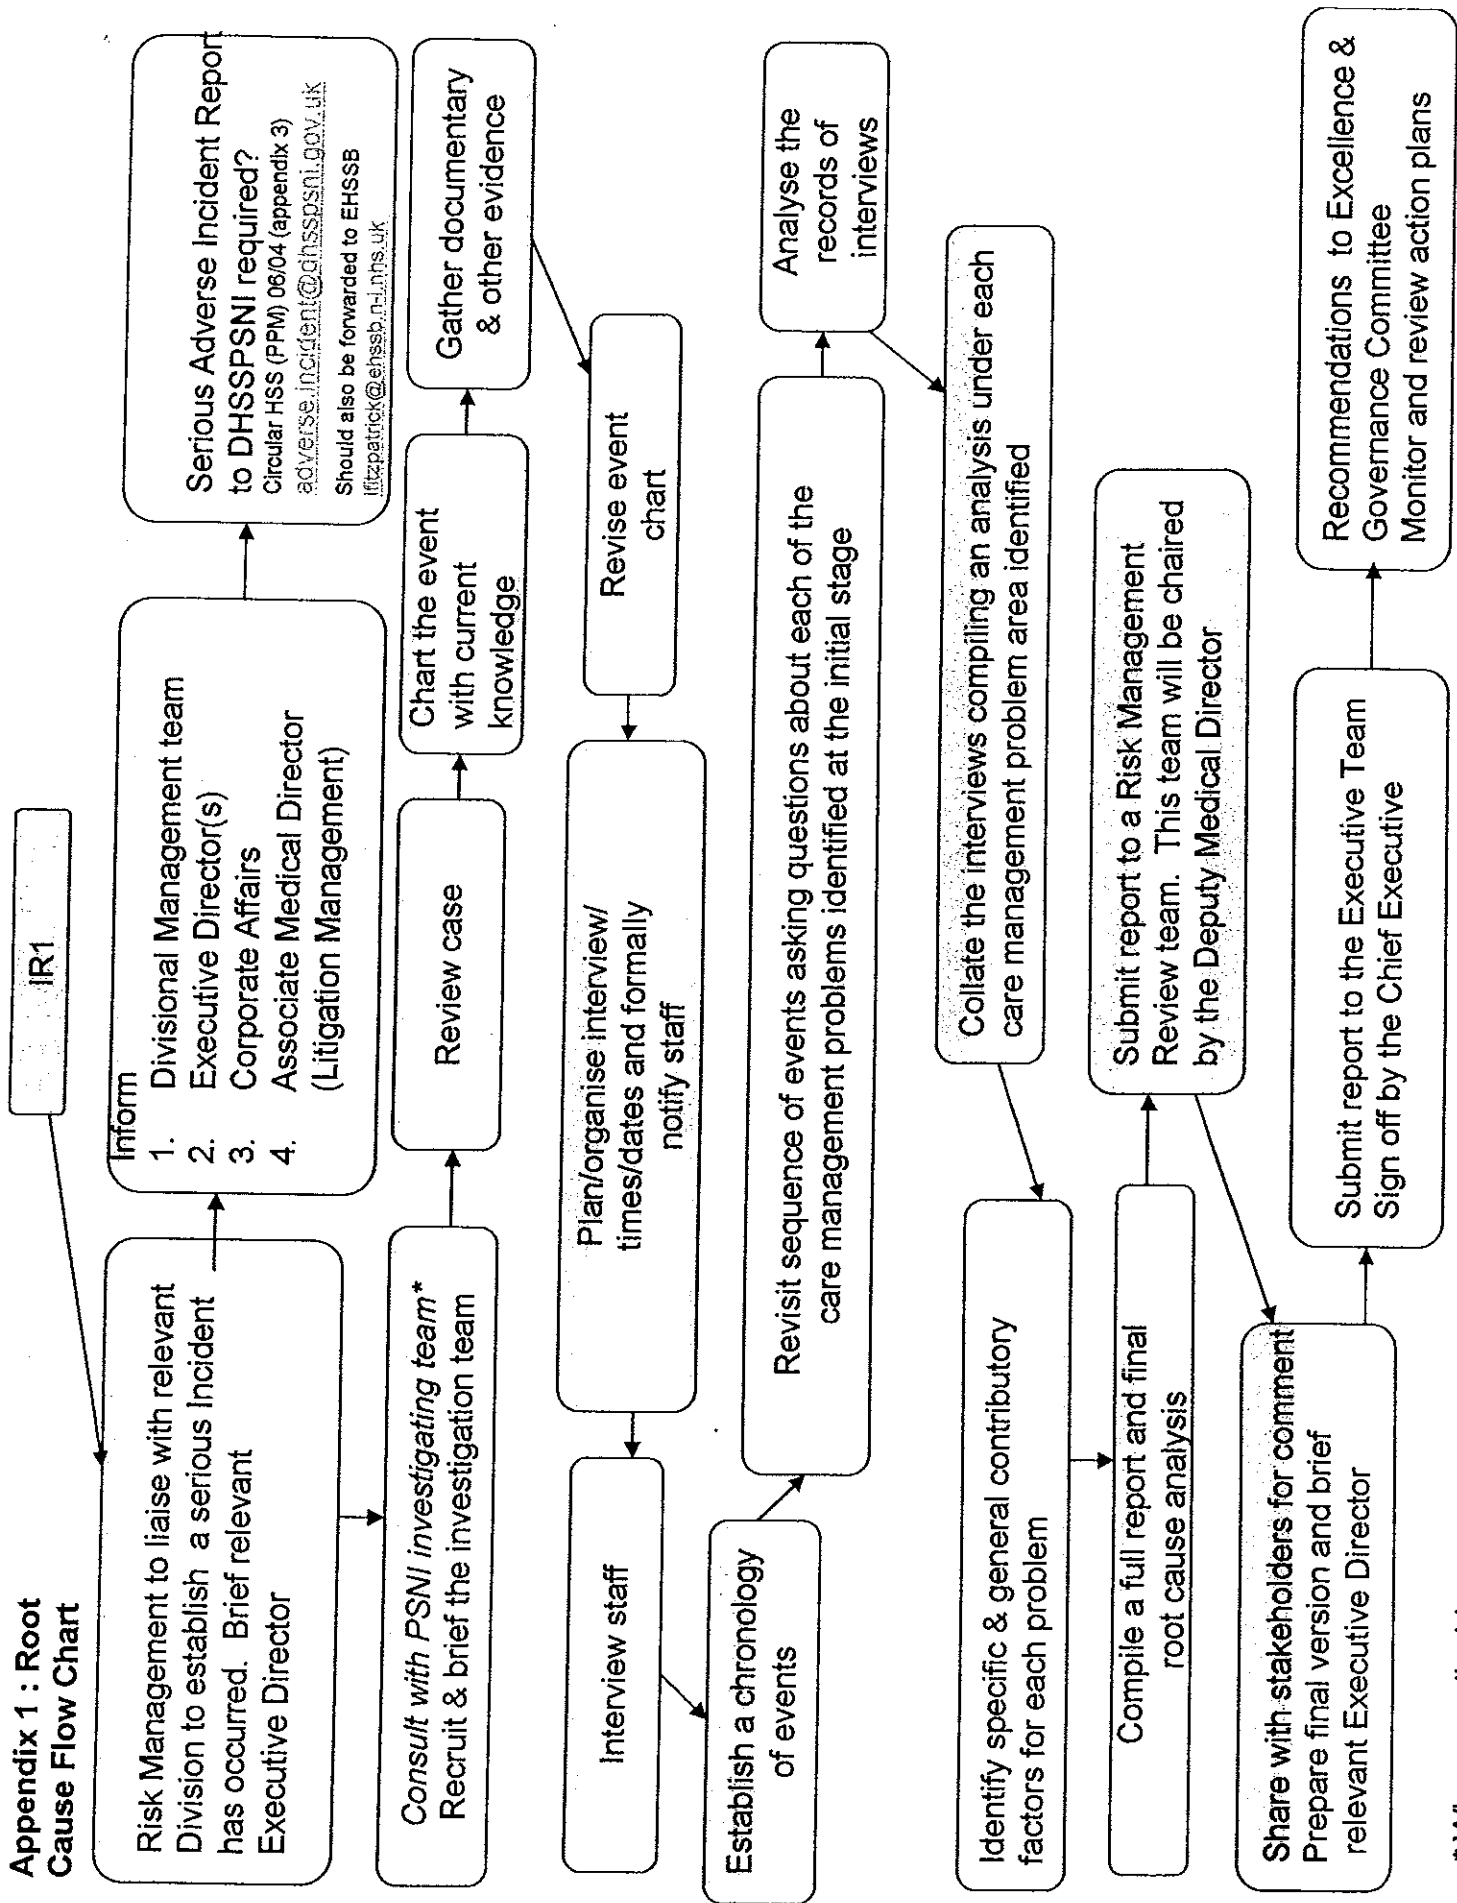 Appendix 1 : Root
Cause Flow Chart
IR1
Risk Management to liaise with relevant
Division to establish a serious Incident
has occurred. Brief relevant
Executive Director
Inform
1. Divisional Management team
2. Executive Director(s)
3. Corporate Affairs
4. Associate Medical Director
(Litigation Management)
Serious Adverse Incident Report
to DHSSPSNI required?
Circular HSS (PPM) 06/04 (appendix 3)
adverse.incident@dhsspsni.gov.uk
Should also be forwarded to EHSSB
lfitzpatrick@ehssb.n-i.nhs.uk
Consult with PSNI investigating team*
Recruit & brief the investigation team
Review case
Chart the event
with current
knowledge
Gather documentary
& other evidence
Revise event
chart
Plan/organise interview/
times/dates and formally
notify staff
Interview staff
Establish a chronology
of events
Revisit sequence of events asking questions about each of the
care management problems identified at the initial stage
Analyse the
records of
interviews
Collate the interviews compiling an analysis under each
care management problem area identified
Identify specific & general contributory
factors for each problem
Compile a full report and final
root cause analysis
Submit report to a Risk Management
Review team. This team will be chaired
by the Deputy Medical Director
Share with stakeholders for comment
Prepare final version and brief
relevant Executive Director
Submit report to the Executive Team
Sign off by the Chief Executive
Recommendations to Excellence &
Governance Committee
Monitor and review action plans